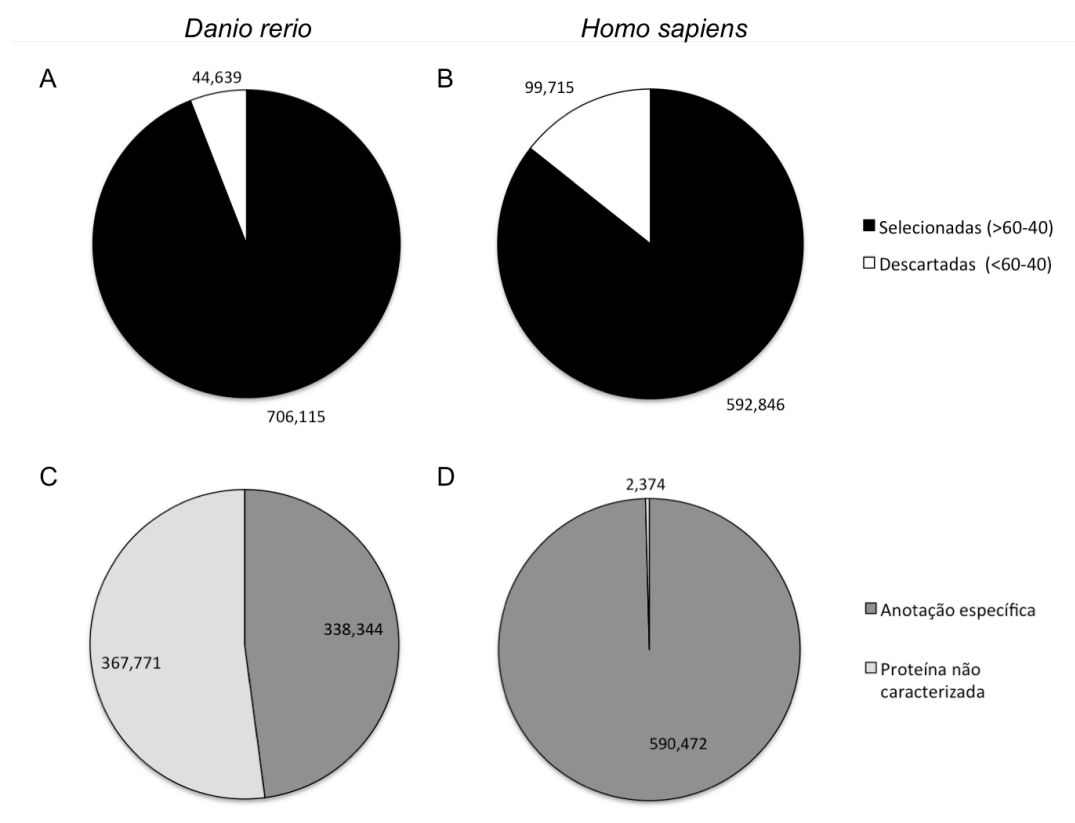 Danio rerio
Homo sapiens
A
44,639
706,115
B
99,715
592,846
Selecionadas (>60-40)
Descartadas (<60-40)
C
367,771
338,344
D
2,374
590,472
Anotação específica
Proteína não
caracterizada